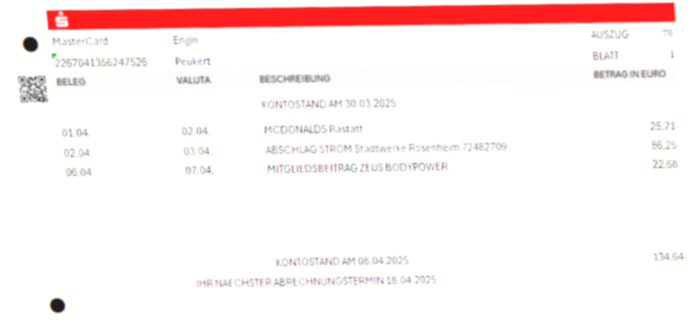 MasterCard Engin AUSZUG 76
2267041356247526 Peukert BLATT 1
BELEG VALUTA BESCHREIBUNG BETRAG IN EURO
KONTOSTAND AM 30.03.2025
01.04. 02.04. MCDONALDS Rastatt 25,71-
02.04. 03.04. ABSCHLAG STROM Stadtwerke Rosenheim 72482709 86,25-
06.04 07.04. MITGLIEDSBEITRAG ZEUS BODYPOWER 22,68-
KONTOSTAND AM 08.04.2025 134,64-
IHR NAECHSTER ABRECHNUNGSTERMIN 18.04.2025